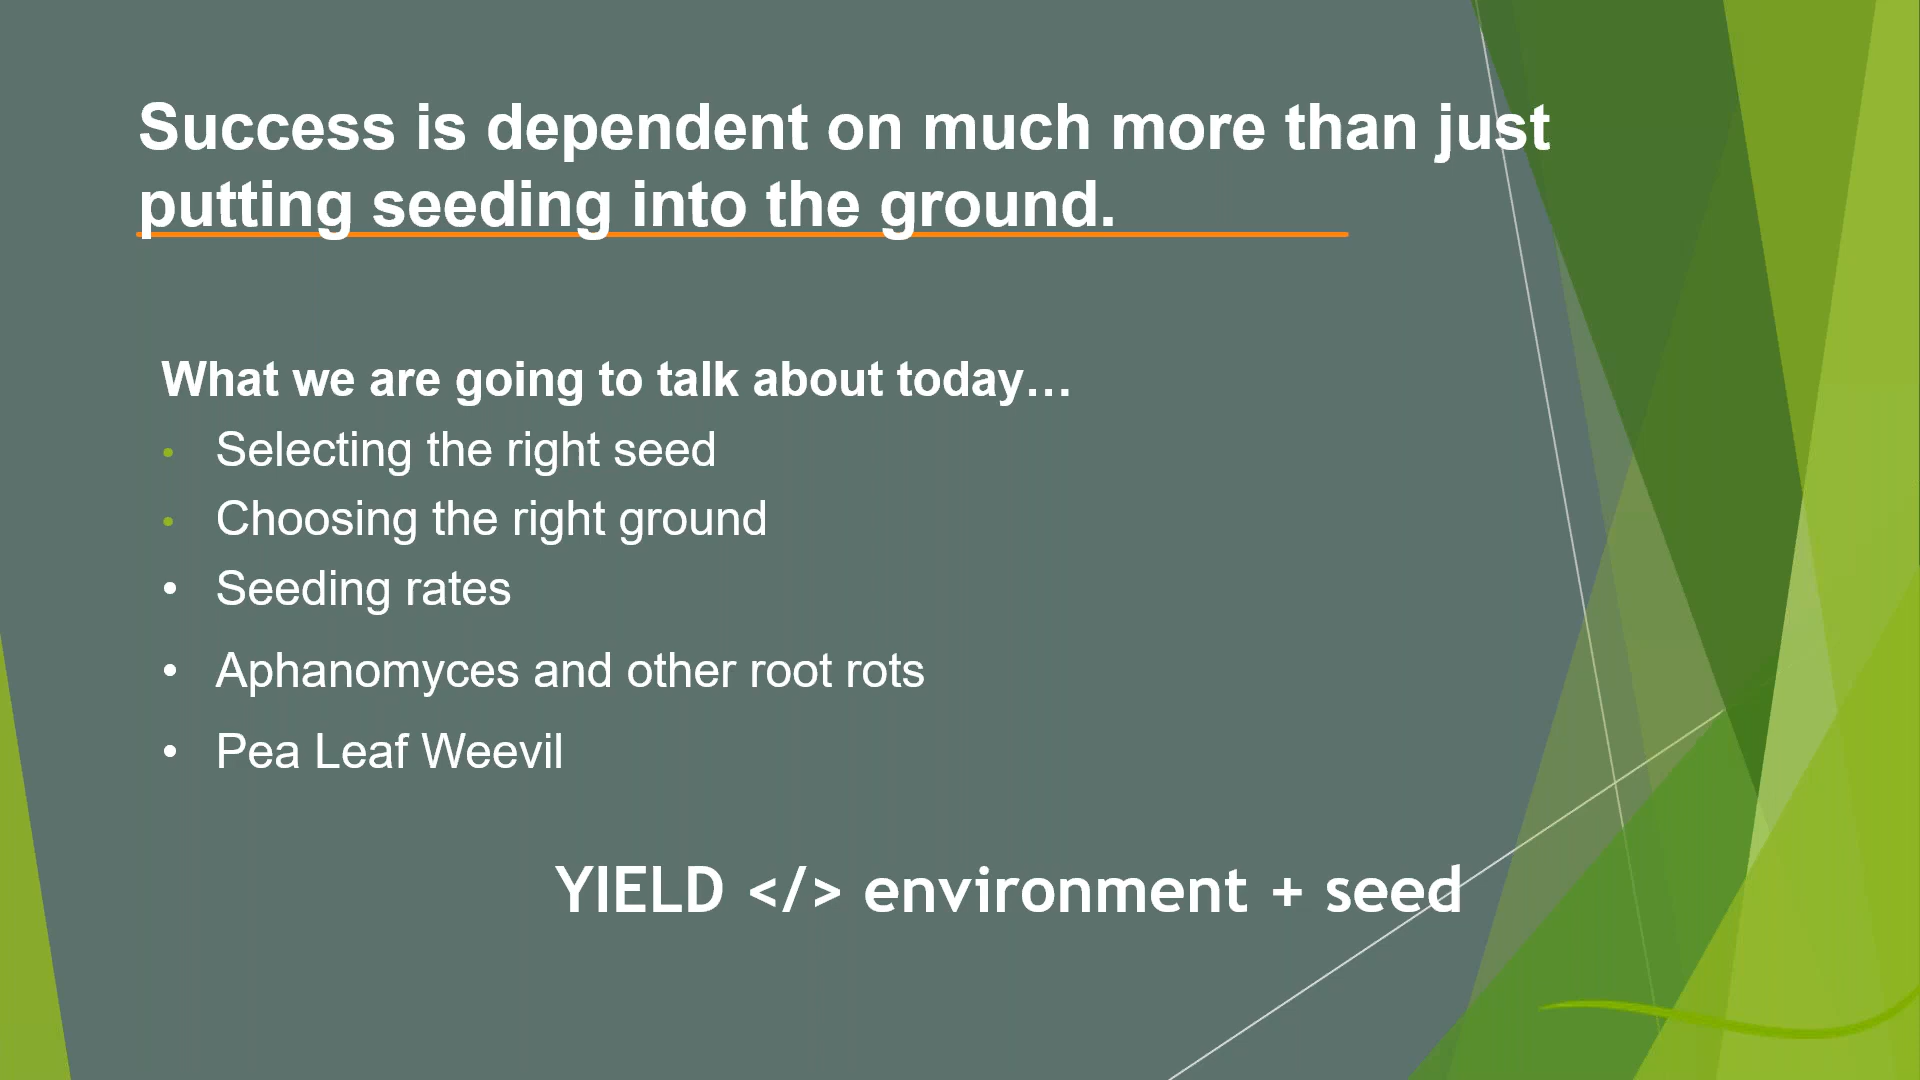 Success is dependent on much more than just
putting seeding into the ground.
What we are going to talk about today…
• Selecting the right seed
• Choosing the right ground
• Seeding rates
• Aphanomyces and other root rots
• Pea Leaf Weevil
YIELD </> environment + seed